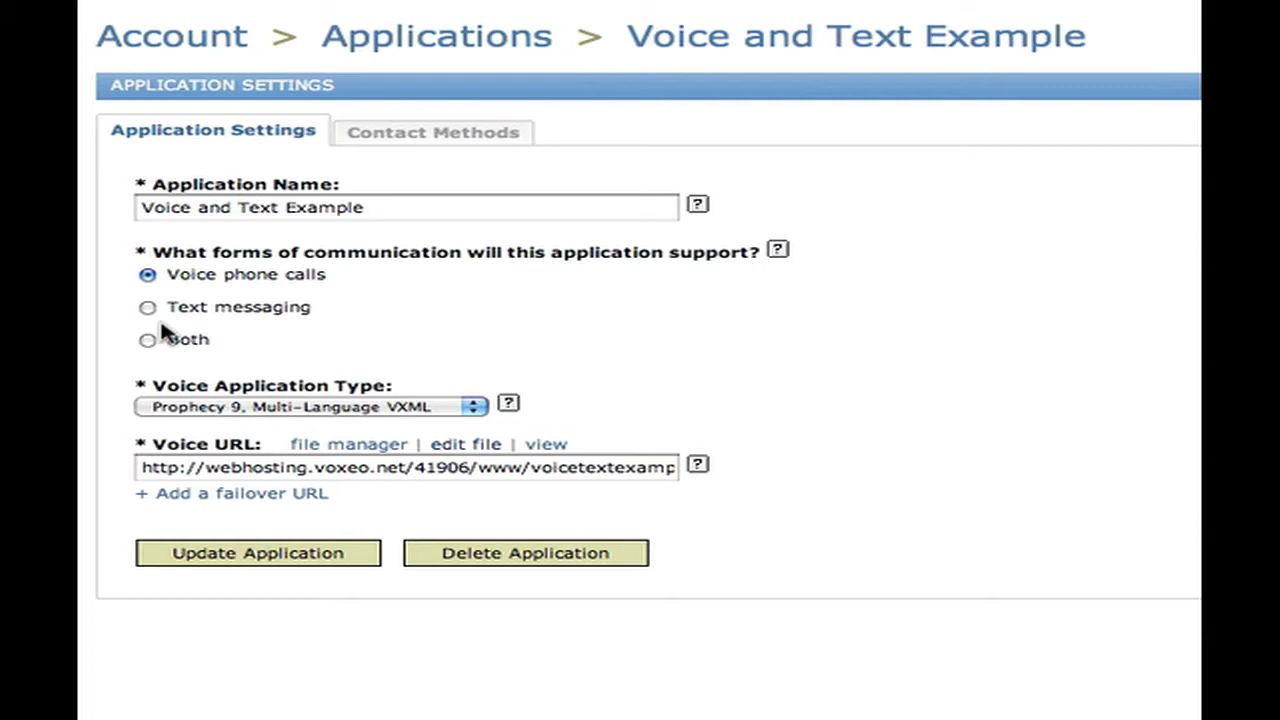 Account > Applications > Voice and Text Example
APPLICATION SETTINGS
Application Settings Contact Methods
* Application Name:
Voice and Text Example ?
* What forms of communication will this application support? ?
Voice phone calls
Text messaging
Both
* Voice Application Type:
Prophecy 9, Multi-Language VXML ?
* Voice URL: file manager | edit file | view
http://webhosting.voxeo.net/41906/www/voicetextexamp ?
+ Add a failover URL
Update Application Delete Application